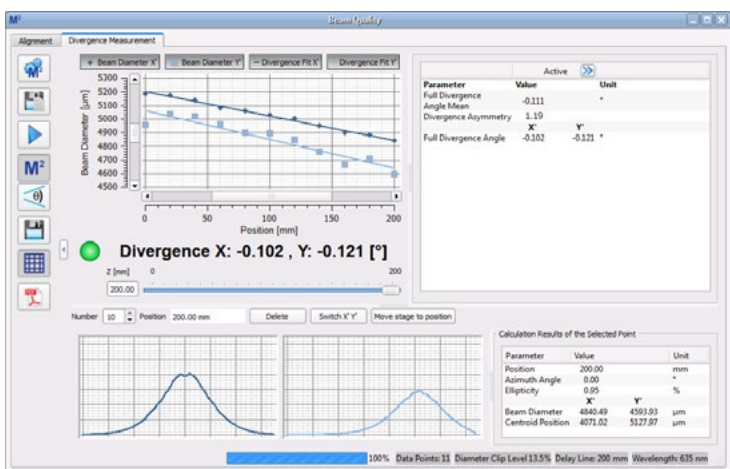 M² Beam Quality
Alignment Divergence Measurement
Beam Diameter X' Beam Diameter Y' Divergence Fit X' Divergence Fit Y'
5300
5200
5100
5000
4900
4800
4700
4600
4500
Beam Diameter [µm]
0 50 100 150 200
Position [mm]
Active
Parameter Value Unit
Full Divergence
Angle Mean -0.111 °
Divergence Asymmetry 1.19
X' Y'
Full Divergence Angle -0.102 -0.121 °
M²
M²
θ
Divergence X: -0.102 , Y: -0.121 [°]
Z [mm] 0 200
200.00
Number 10 Position 200.00 mm Delete Switch X' Y' Move stage to position
Calculation Results of the Selected Point
Parameter Value Unit
Position 200.00 mm
Azimuth Angle 0.00 °
Ellipticity 0.95 %
X' Y'
Beam Diameter 4840.49 4593.93 µm
Centroid Position 4071.02 5127.97 µm
100% Data Points: 11 Diameter Clip Level 13.5% Delay Line: 200 mm Wavelength: 635 nm